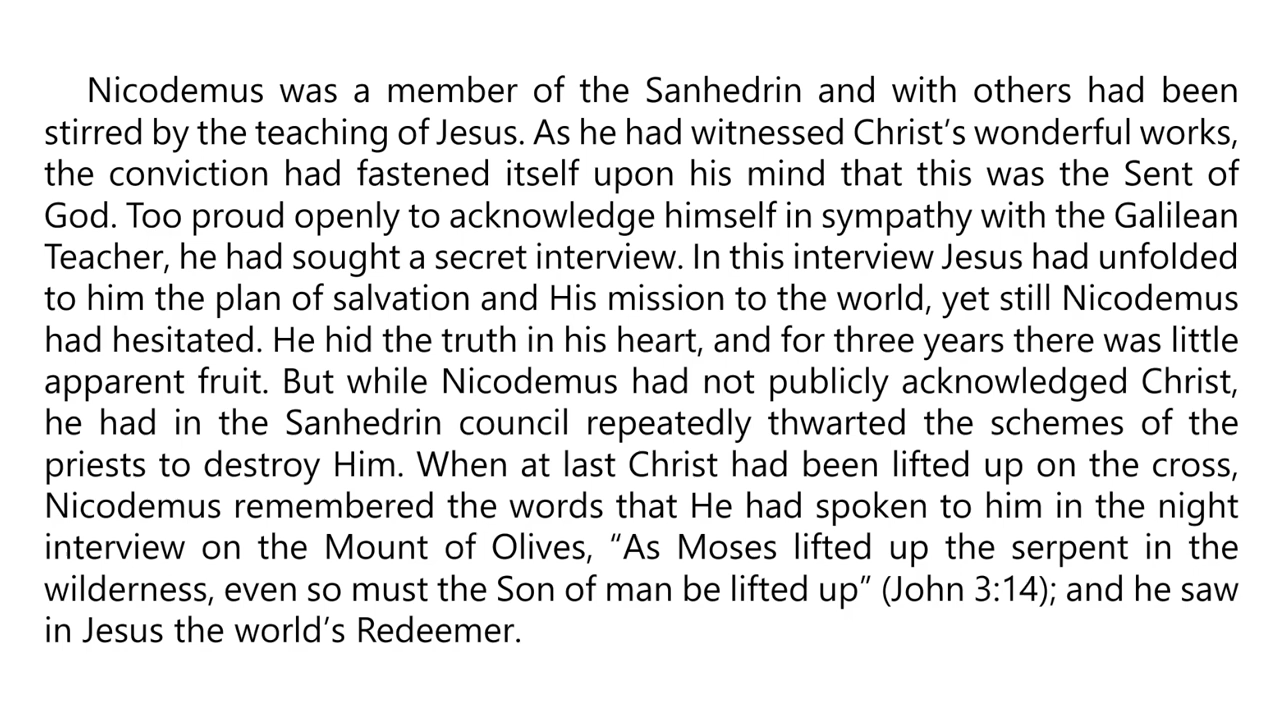 Nicodemus was a member of the Sanhedrin and with others had been
stirred by the teaching of Jesus. As he had witnessed Christ’s wonderful works,
the conviction had fastened itself upon his mind that this was the Sent of
God. Too proud openly to acknowledge himself in sympathy with the Galilean
Teacher, he had sought a secret interview. In this interview Jesus had unfolded
to him the plan of salvation and His mission to the world, yet still Nicodemus
had hesitated. He hid the truth in his heart, and for three years there was little
apparent fruit. But while Nicodemus had not publicly acknowledged Christ,
he had in the Sanhedrin council repeatedly thwarted the schemes of the
priests to destroy Him. When at last Christ had been lifted up on the cross,
Nicodemus remembered the words that He had spoken to him in the night
interview on the Mount of Olives, “As Moses lifted up the serpent in the
wilderness, even so must the Son of man be lifted up” (John 3:14); and he saw
in Jesus the world’s Redeemer.